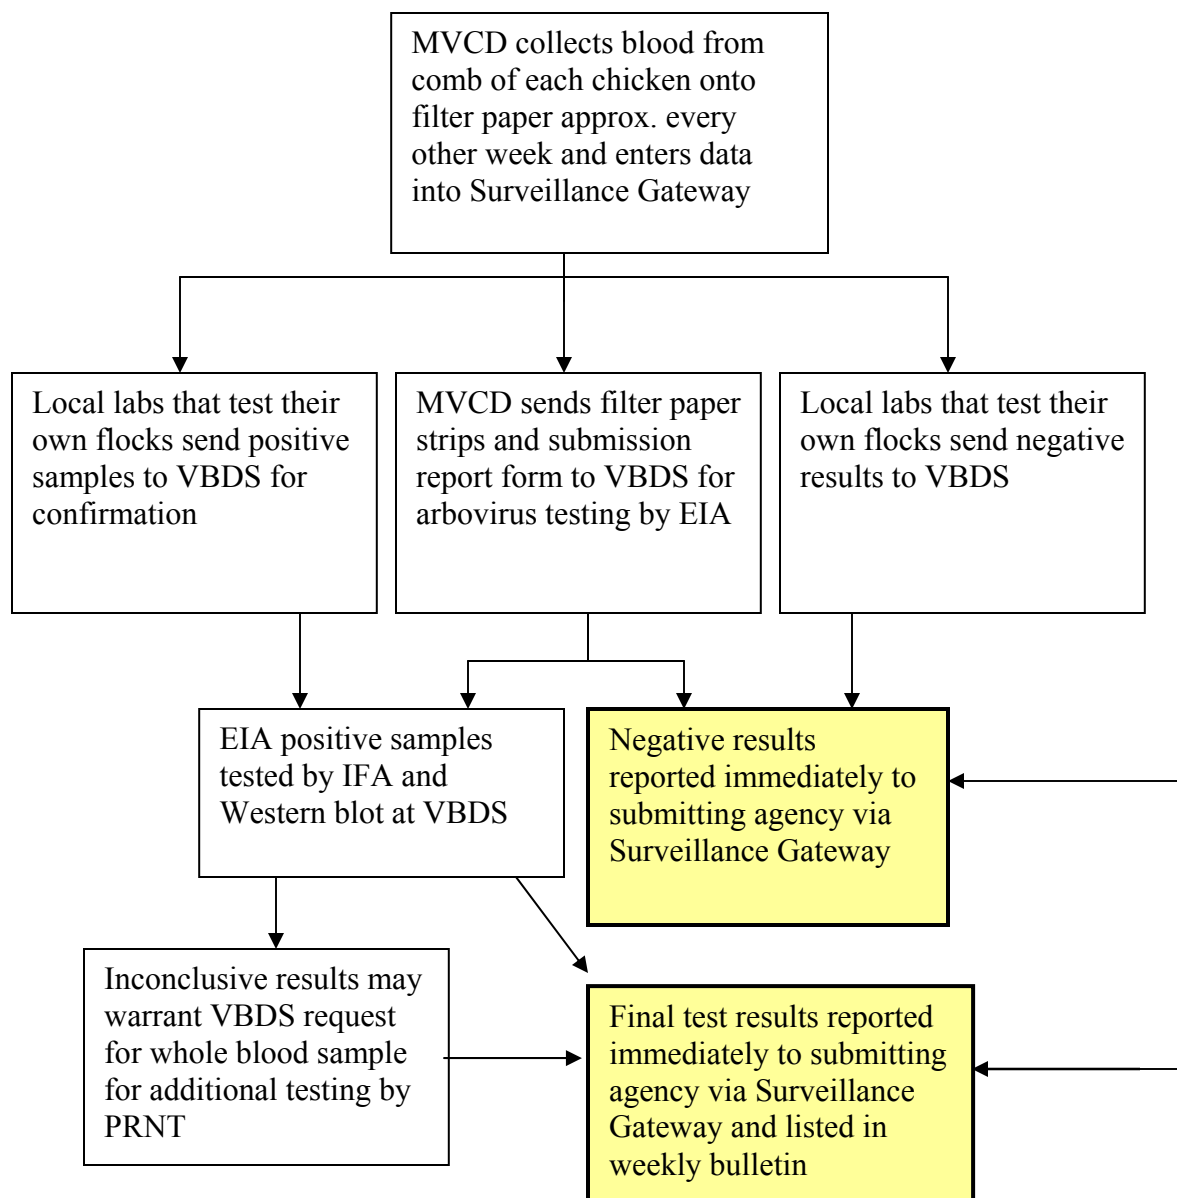 MVCD collects blood from
comb of each chicken onto
filter paper approx. every
other week and enters data
into Surveillance Gateway
Local labs that test their
own flocks send positive
samples to VBDS for
confirmation
MVCD sends filter paper
strips and submission
report form to VBDS for
arbovirus testing by EIA
Local labs that test their
own flocks send negative
results to VBDS
EIA positive samples
tested by IFA and
Western blot at VBDS
Negative results
reported immediately to
submitting agency via
Surveillance Gateway
Inconclusive results may
warrant VBDS request
for whole blood sample
for additional testing by
PRNT
Final test results reported
immediately to submitting
agency via Surveillance
Gateway and listed in
weekly bulletin